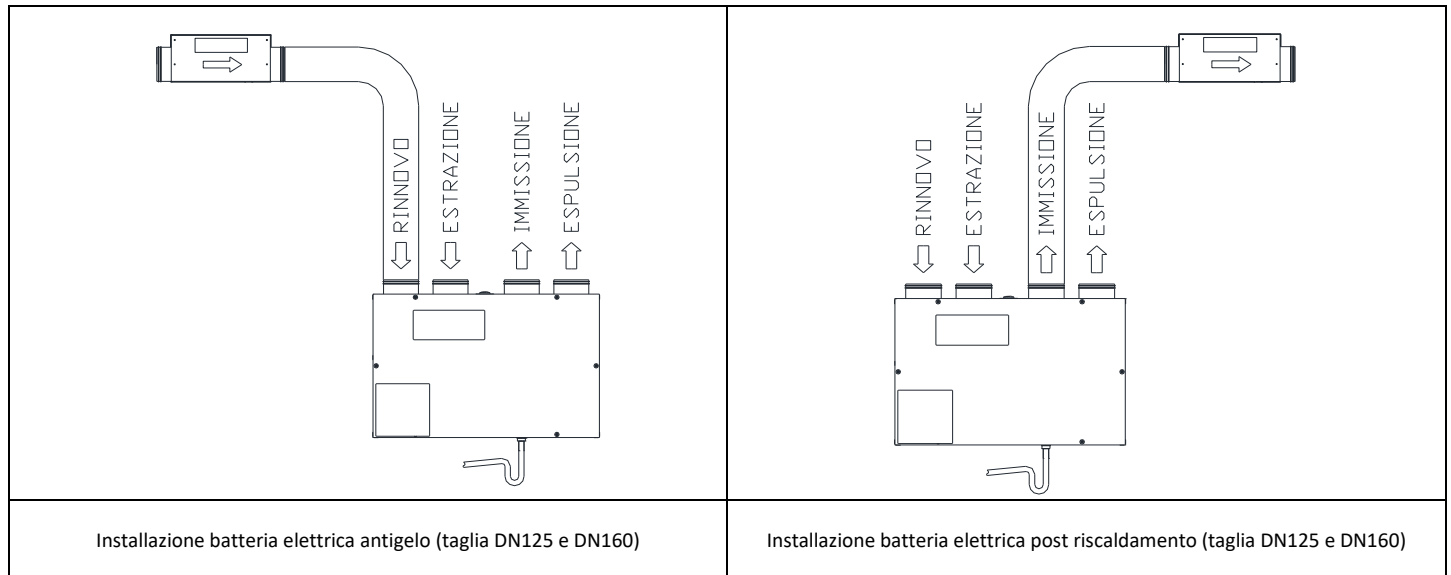 RINNOVO
ESTRAZIONE
IMMISSIONE
ESPULSIONE
Installazione batteria elettrica antigelo (taglia DN125 e DN160)
RINNOVO
ESTRAZIONE
IMMISSIONE
ESPULSIONE
Installazione batteria elettrica post riscaldamento (taglia DN125 e DN160)